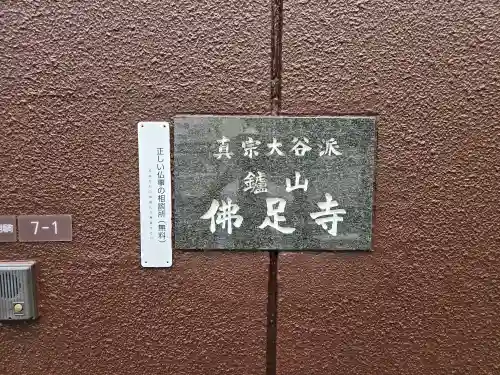 真宗大谷派
鑪山
佛足寺
正しい仏事の相談所(無料)
7-1